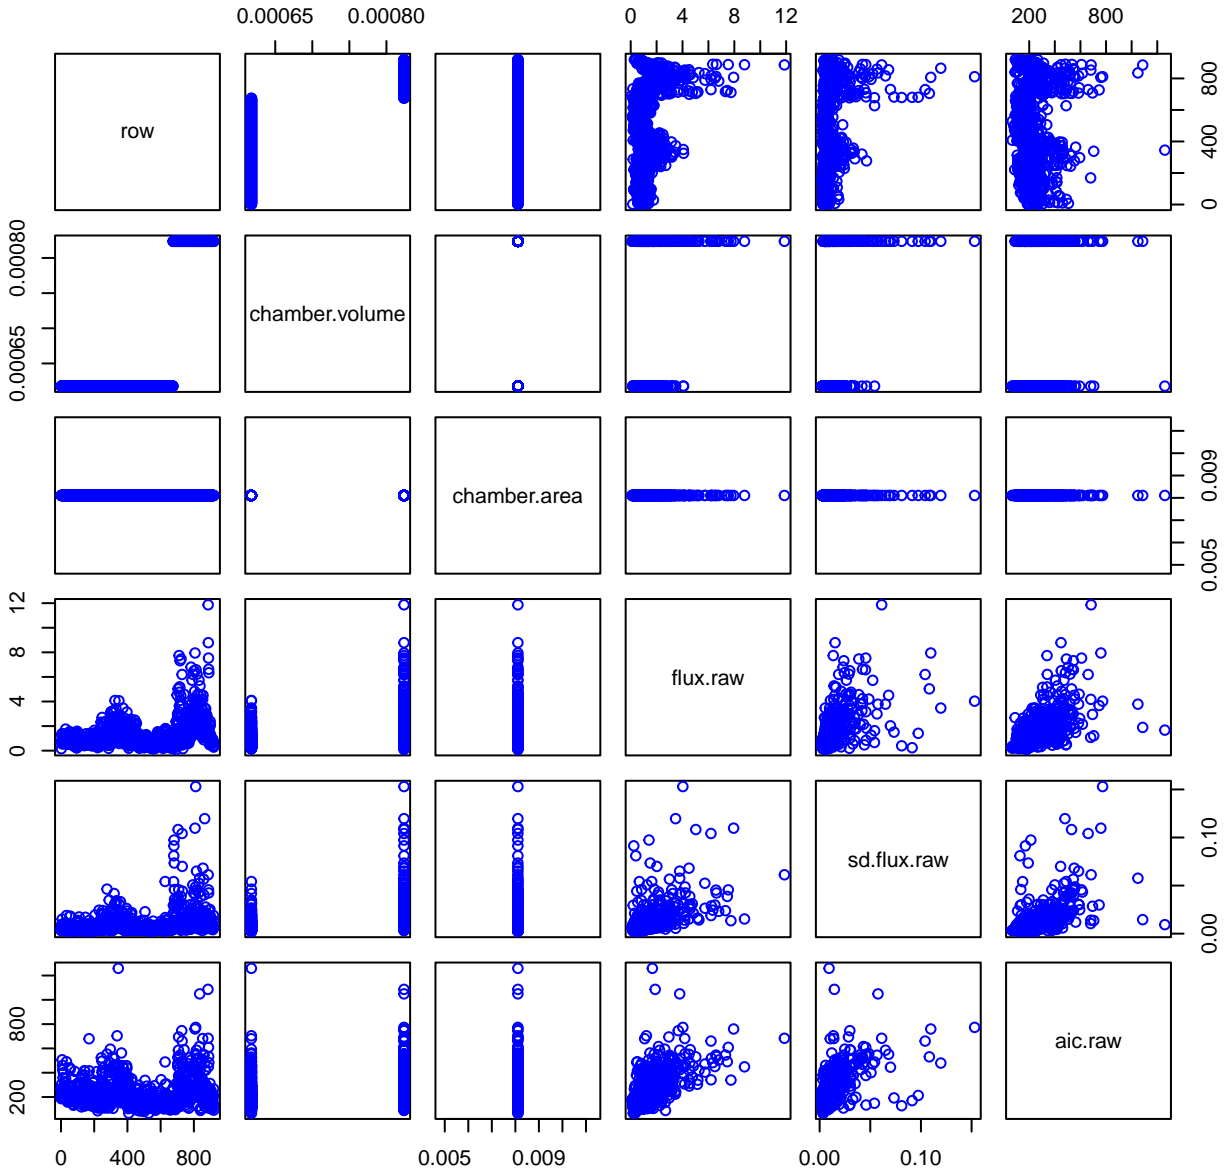 0.00065 0.00080 0 4 8 12 200 800
row 0 400 800
0.00065 0.00080 chamber.volume
chamber.area 0.005 0.009
0 4 8 12 flux.raw
sd.flux.raw 0.00 0.10
200 800 aic.raw
0 400 800 0.005 0.009 0.00 0.10